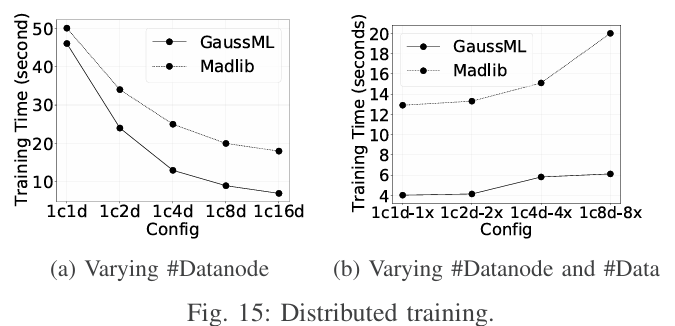 Training Time (second)
50
40
30
20
10
GaussML
Madlib
1c1d 1c2d 1c4d 1c8d 1c16d
Config
(a) Varying #Datanode
Training Time (seconds)
20
18
16
14
12
10
8
6
4
GaussML
Madlib
1c1d-1x 1c2d-2x 1c4d-4x 1c8d-8x
Config
(b) Varying #Datanode and #Data
Fig. 15: Distributed training.